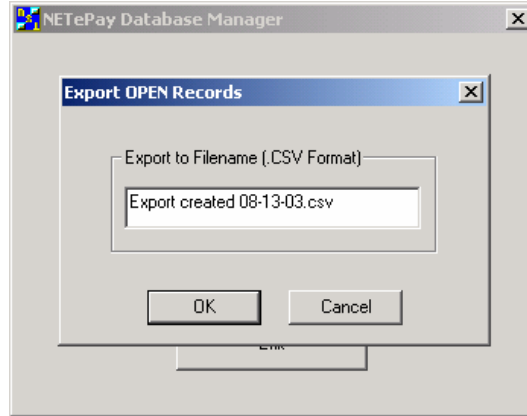 NETePay Database Manager
Export OPEN Records
Export to Filename (.CSV Format)
Export created 08-13-03.csv
OK
Cancel